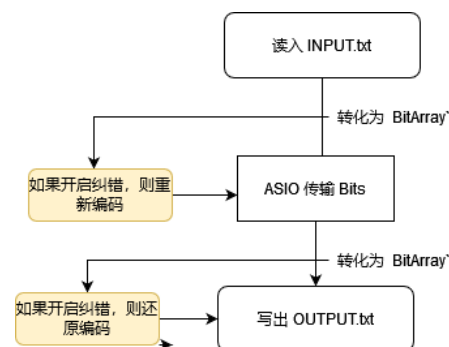 读入 INPUT.txt
转化为 BitArray`
如果开启纠错，则重
新编码
ASIO 传输 Bits
转化为 BitArray`
如果开启纠错，则还
原编码
写出 OUTPUT.txt